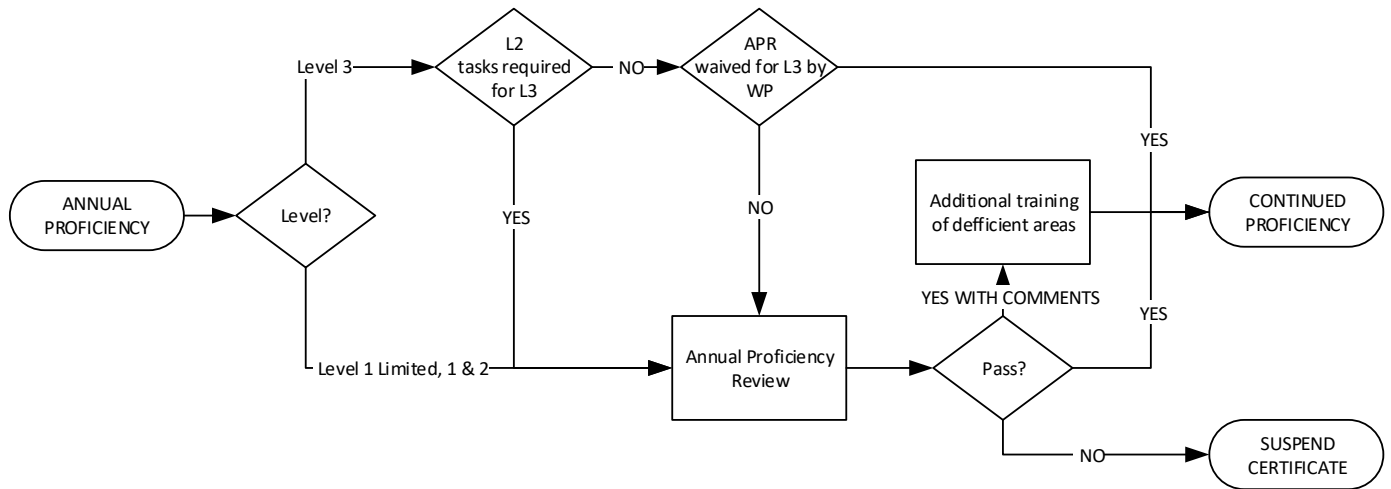 L2
tasks required
for L3
APR
waived for L3 by
WP
Level 3
NO
YES
ANNUAL
PROFICIENCY
Level?
YES
NO
Additional training
of defficient areas
CONTINUED
PROFICIENCY
YES WITH COMMENTS
YES
Level 1 Limited, 1 & 2
Annual Proficiency
Review
Pass?
NO
SUSPEND
CERTIFICATE